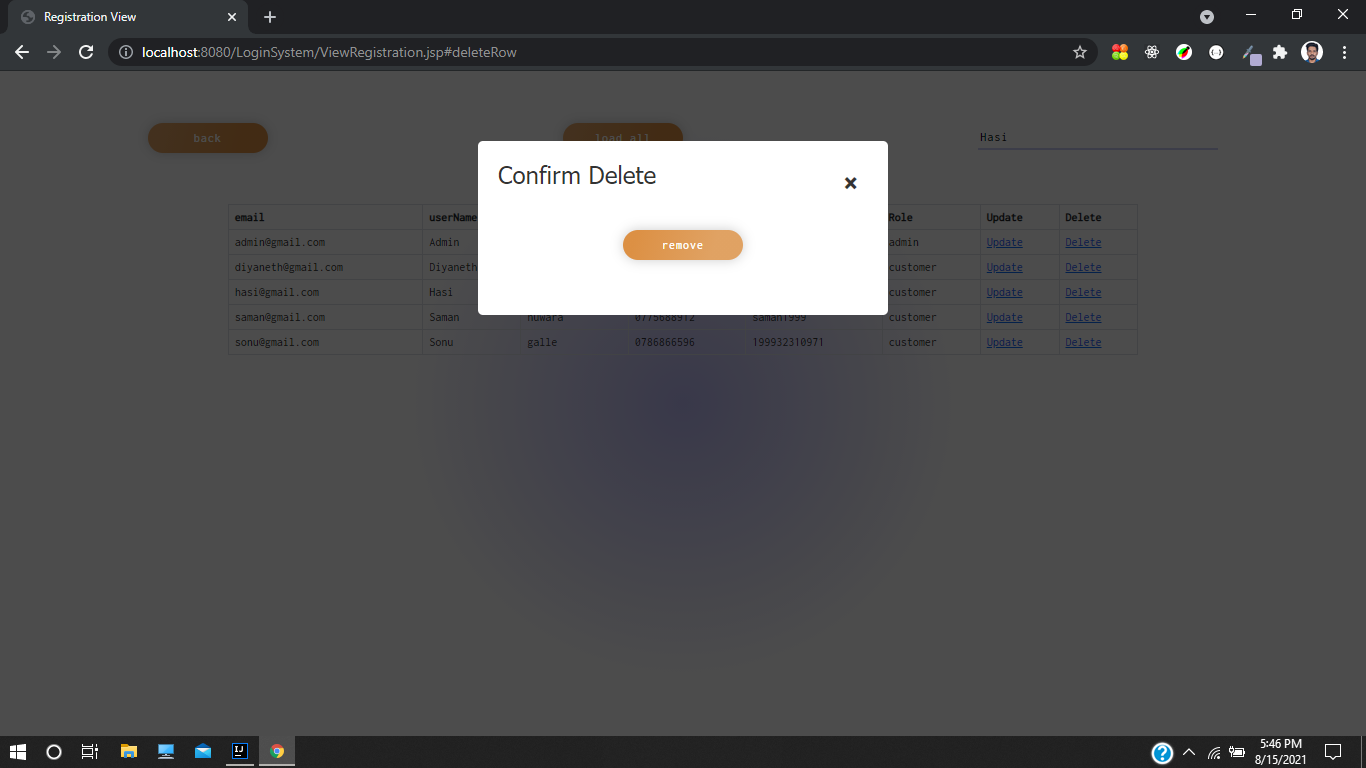 Registration View
localhost:8080/LoginSystem/ViewRegistration.jsp#deleteRow
back load all Hasi
Confirm Delete
remove
email userName Role Update Delete
admin@gmail.com Admin admin Update Delete
diyaneth@gmail.com Diyaneth customer Update Delete
hasi@gmail.com Hasi customer Update Delete
saman@gmail.com Saman nuwara 0775688912 saman1999 customer Update Delete
sonu@gmail.com Sonu galle 0786866596 199932310971 customer Update Delete
IJ
5:46 PM
8/15/2021